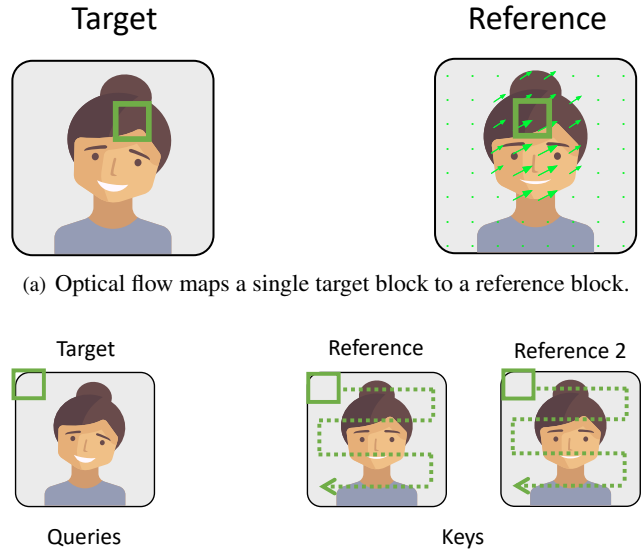 Target Reference
(a) Optical flow maps a single target block to a reference block.
Target Reference Reference 2
Queries Keys